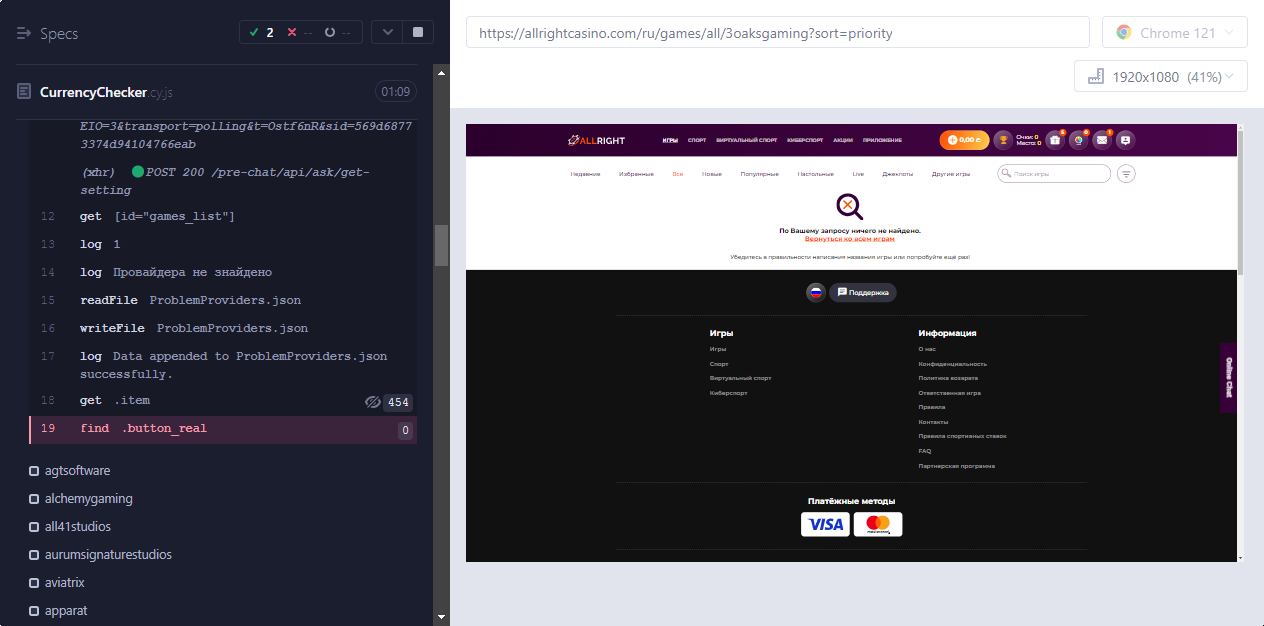 Specs
2 -- --
CurrencyChecker.cy.js
01:09
EIO=3&transport=polling&t=Ostf6nR&sid=569d6877
3374d94104766eab
(xhr) POST 200 /pre-chat/api/ask/get-
setting
12 get [id="games_list"]
13 log 1
14 log Провайдера не знайдено
15 readFile ProblemProviders.json
16 writeFile ProblemProviders.json
17 log Data appended to ProblemProviders.json
successfully.
18 get .item 454
19 find .button_real 0
agtsoftware
alchemygaming
all41studios
aurumsignaturestudios
aviatrix
apparat
https://allrightcasino.com/ru/games/all/3oaksgaming?sort=priority
Chrome 121
1920x1080 (41%)
ALLRIGHT
ИГРЫ СПОРТ ВИРТУАЛЬНЫЙ СПОРТ КИБЕРСПОРТ АКЦИИ ПРИЛОЖЕНИЕ
0,00 ₴
Очки: 0
Место: 0
Недавние Избранные Все Новые Популярные Настольные Live Джекпоты Другие игры
Поиск игры
По Вашему запросу ничего не найдено.
Вернуться ко всем играм
Убедитесь в правильности написания названия игры или попробуйте ещё раз!
Поддержка
Игры
Игры
Спорт
Виртуальный спорт
Киберспорт
Информация
О нас
Конфиденциальность
Политика возврата
Ответственная игра
Правила
Контакты
Правила спортивных ставок
FAQ
Партнерская программа
Online Chat
Платёжные методы
VISA